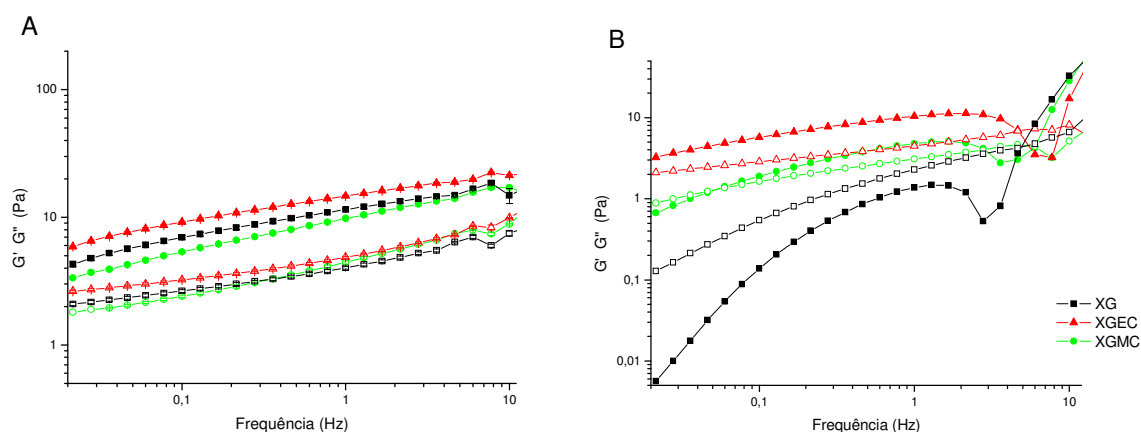 A
G' G'' (Pa)
100
10
1
0,1
1
10
Frequência (Hz)
B
G' G'' (Pa)
10
1
0,1
0,01
0,1
1
10
Frequência (Hz)
XG
XGEC
XGMC